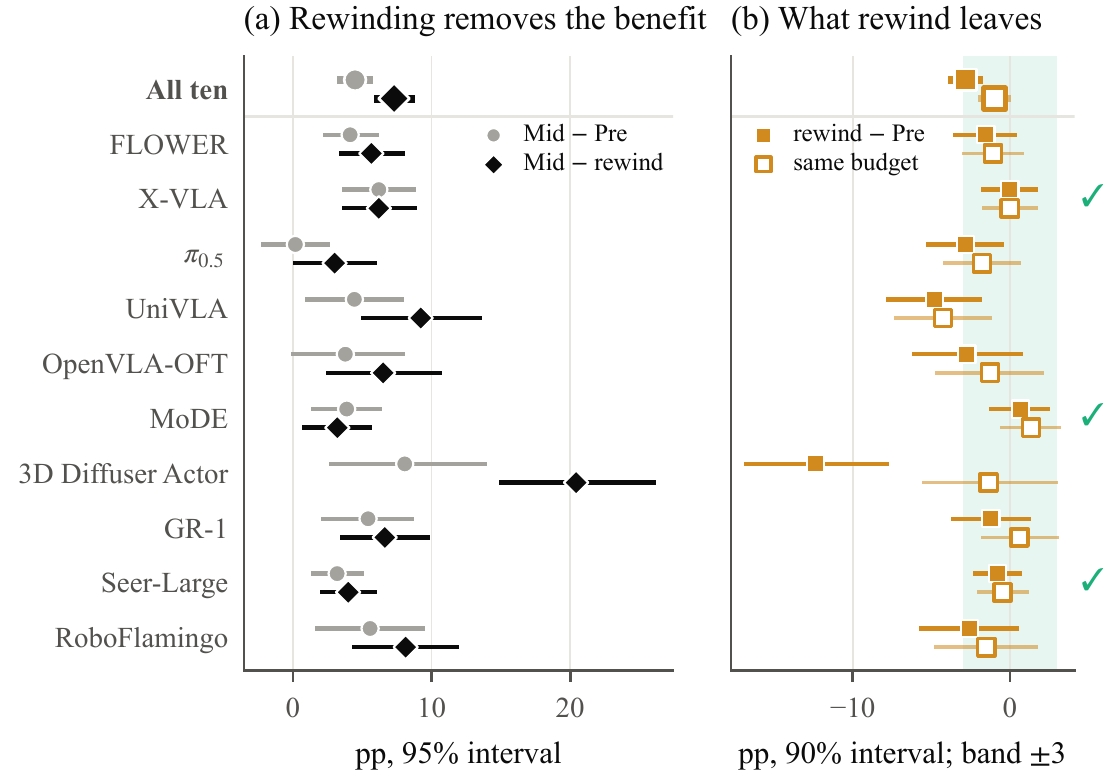 (a) Rewinding removes the benefit
(b) What rewind leaves
All ten
FLOWER
X-VLA
π0.5
UniVLA
OpenVLA-OFT
MoDE
3D Diffuser Actor
GR-1
Seer-Large
RoboFlamingo
Mid − Pre
Mid − rewind
rewind − Pre
same budget
✓
✓
✓
0 10 20
−10 0
pp, 95% interval
pp, 90% interval; band ±3